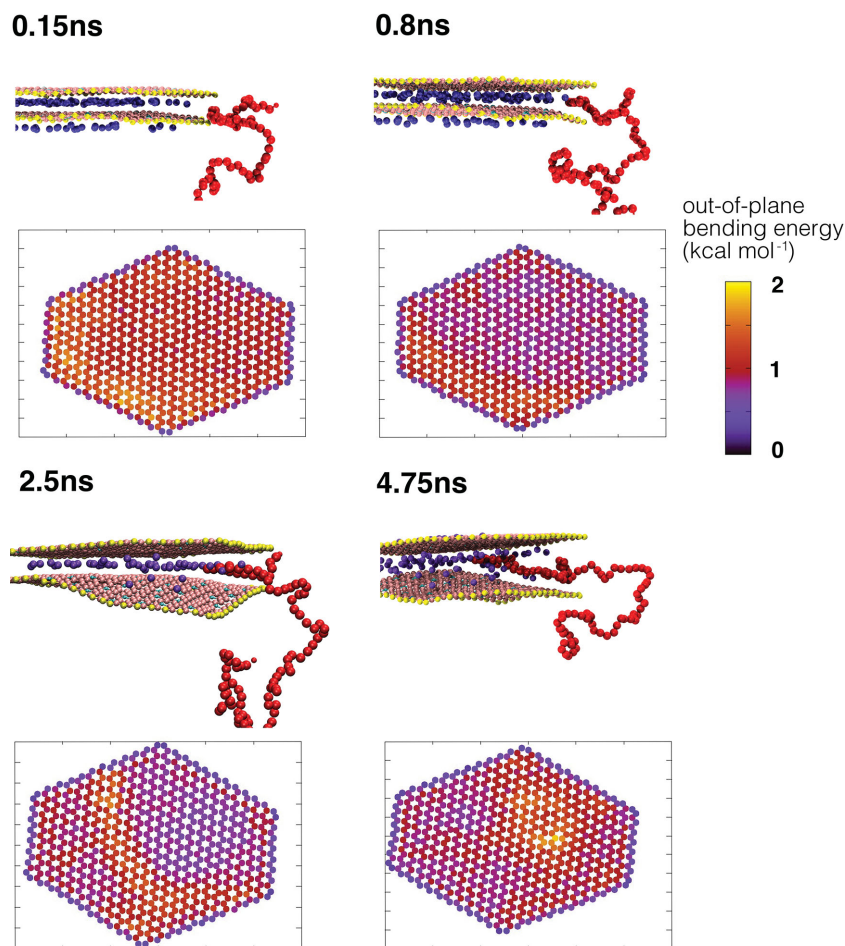 0.15ns
0.8ns
out-of-plane
bending energy
(kcal mol⁻¹)
2
1
0
2.5ns
4.75ns